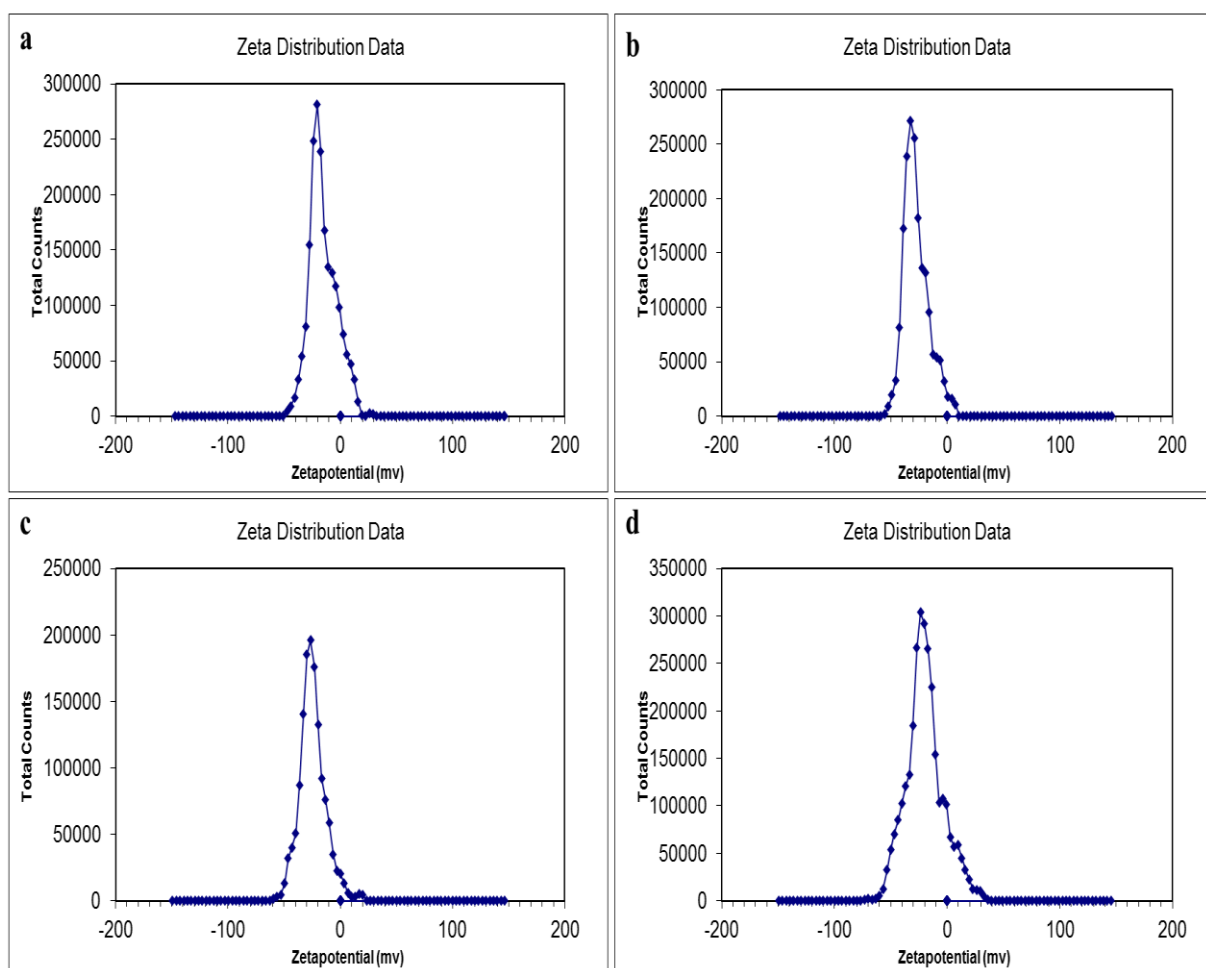 a
Zeta Distribution Data
300000
250000
200000
150000
100000
50000
0
-200 -100 0 100 200
Total Counts
Zetapotential (mv)
b
Zeta Distribution Data
300000
250000
200000
150000
100000
50000
0
-200 -100 0 100 200
Total Counts
Zetapotential (mv)
c
Zeta Distribution Data
250000
200000
150000
100000
50000
0
-200 -100 0 100 200
Total Counts
Zetapotential (mv)
d
Zeta Distribution Data
350000
300000
250000
200000
150000
100000
50000
0
-200 -100 0 100 200
Total Counts
Zetapotential (mv)